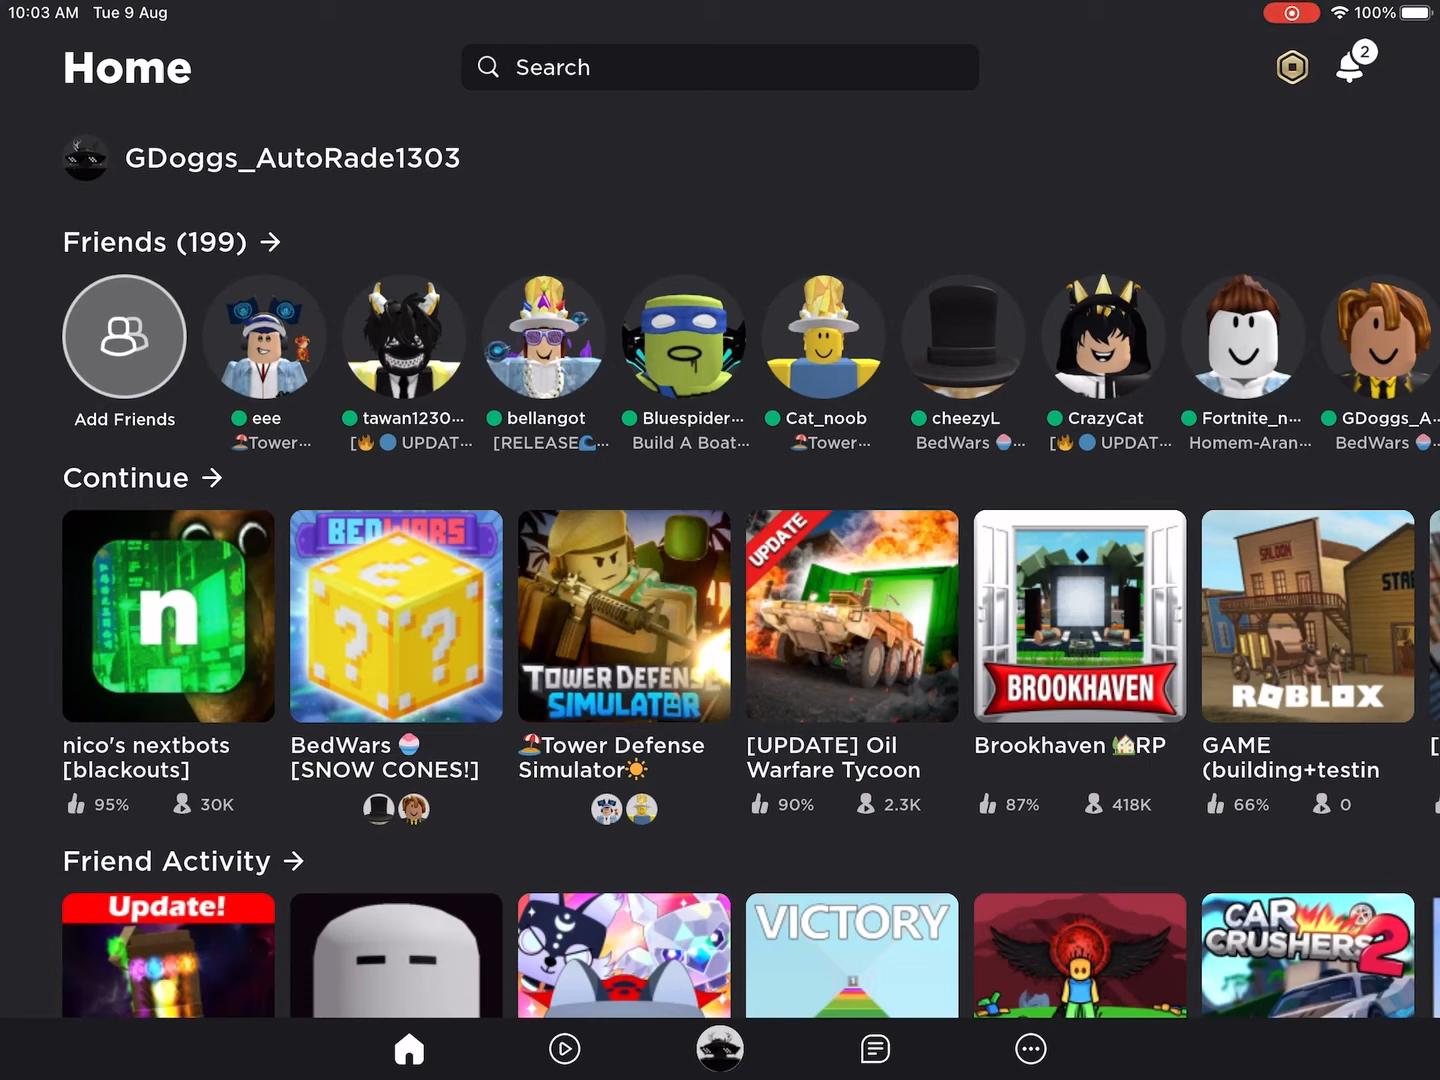 10:03 AM Tue 9 Aug
100%
Home
Search
2
GDoggs_AutoRade1303
Friends (199) →
Add Friends
eee
tawan1230...
bellangot
Bluespider...
Cat_noob
cheezyL
CrazyCat
Fortnite_n...
GDoggs_A...
🏖️Tower...
[🔥🔵 UPDAT...
[RELEASE🌊...
Build A Boat...
🏖️Tower...
BedWars 🍧...
[🔥🔵 UPDAT...
Homem-Aran...
BedWars 🍧...
Continue →
n
BEDWARS
? ?
TOWER DEFENSE
SIMULATOR
UPDATE
BROOKHAVEN
SALOON
ROBLOX
nico's nextbots
[blackouts]
95% 30K
BedWars 🍧
[SNOW CONES!]
🏖️Tower Defense
Simulator☀️
[UPDATE] Oil
Warfare Tycoon
90% 2.3K
Brookhaven 🏡RP
87% 418K
GAME
(building+testin
66% 0
[
Friend Activity →
Update!
VICTORY
CAR
CRUSHERS 2